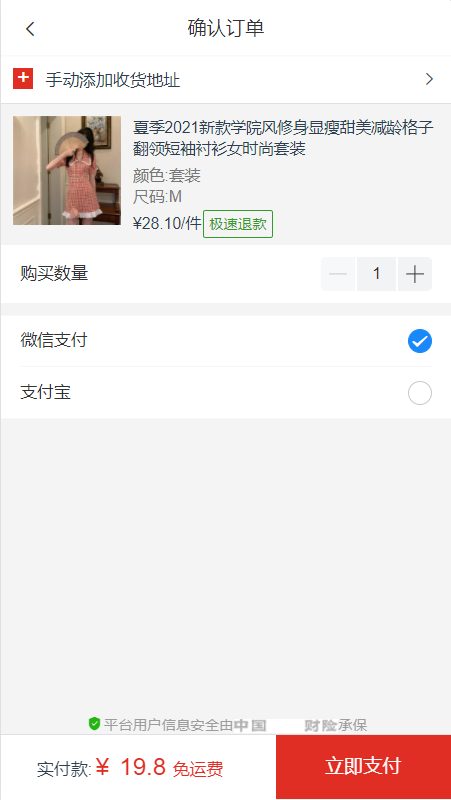 确认订单
手动添加收货地址
夏季2021新款学院风修身显瘦甜美减龄格子
翻领短袖衬衫女时尚套装
颜色:套装
尺码:M
¥28.10/件 极速退款
购买数量 1
微信支付
支付宝
平台用户信息安全由中国 财险承保
实付款:¥ 19.8 免运费 立即支付